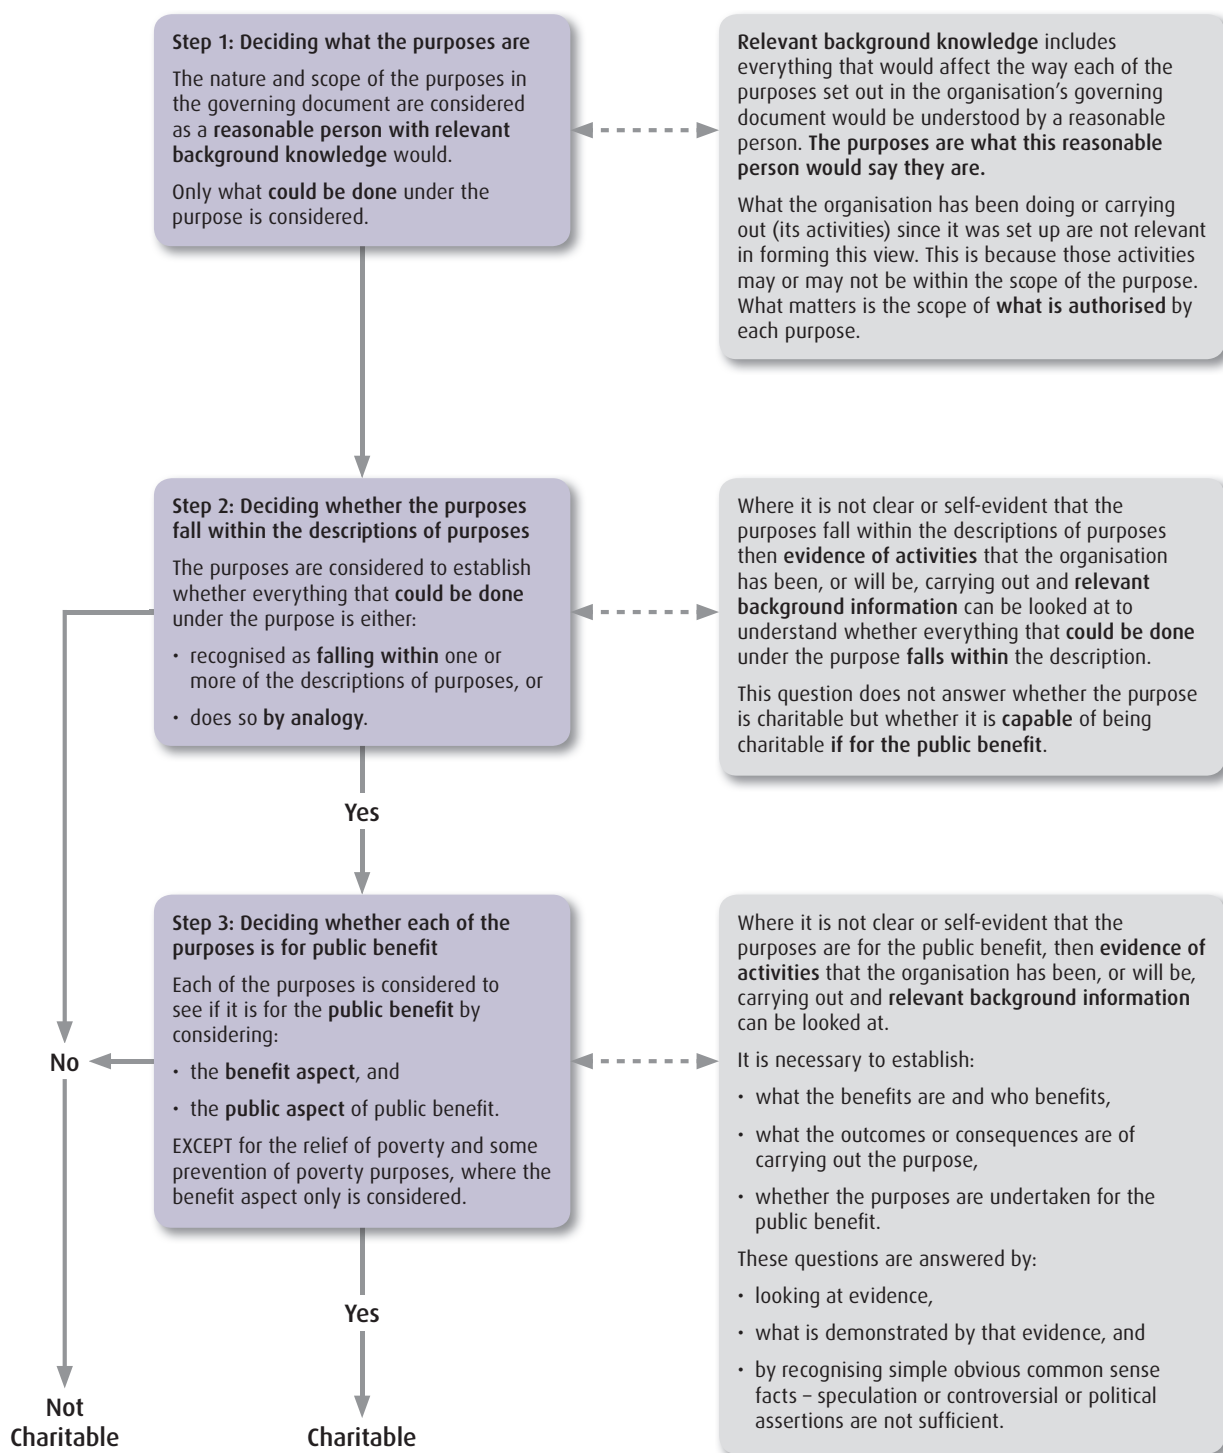 Step 1: Deciding what the purposes are
The nature and scope of the purposes in
the governing document are considered
as a reasonable person with relevant
background knowledge would.
Only what could be done under the
purpose is considered.
Relevant background knowledge includes
everything that would affect the way each of the
purposes set out in the organisation's governing
document would be understood by a reasonable
person. The purposes are what this reasonable
person would say they are.
What the organisation has been doing or carrying
out (its activities) since it was set up are not relevant
in forming this view. This is because those activities
may or may not be within the scope of the purpose.
What matters is the scope of what is authorised by
each purpose.
Step 2: Deciding whether the purposes
fall within the descriptions of purposes
The purposes are considered to establish
whether everything that could be done
under the purpose is either:
• recognised as falling within one or
more of the descriptions of purposes, or
• does so by analogy.
Where it is not clear or self-evident that the
purposes fall within the descriptions of purposes
then evidence of activities that the organisation
has been, or will be, carrying out and relevant
background information can be looked at to
understand whether everything that could be done
under the purpose falls within the description.
This question does not answer whether the purpose
is charitable but whether it is capable of being
charitable if for the public benefit.
Yes
Step 3: Deciding whether each of the
purposes is for public benefit
Each of the purposes is considered to
see if it is for the public benefit by
considering:
• the benefit aspect, and
• the public aspect of public benefit.
EXCEPT for the relief of poverty and some
prevention of poverty purposes, where the
benefit aspect only is considered.
No
Where it is not clear or self-evident that the
purposes are for the public benefit, then evidence of
activities that the organisation has been, or will be,
carrying out and relevant background information
can be looked at.
It is necessary to establish:
• what the benefits are and who benefits,
• what the outcomes or consequences are of
carrying out the purpose,
• whether the purposes are undertaken for the
public benefit.
These questions are answered by:
• looking at evidence,
• what is demonstrated by that evidence, and
• by recognising simple obvious common sense
facts – speculation or controversial or political
assertions are not sufficient.
Yes
Not
Charitable
Charitable